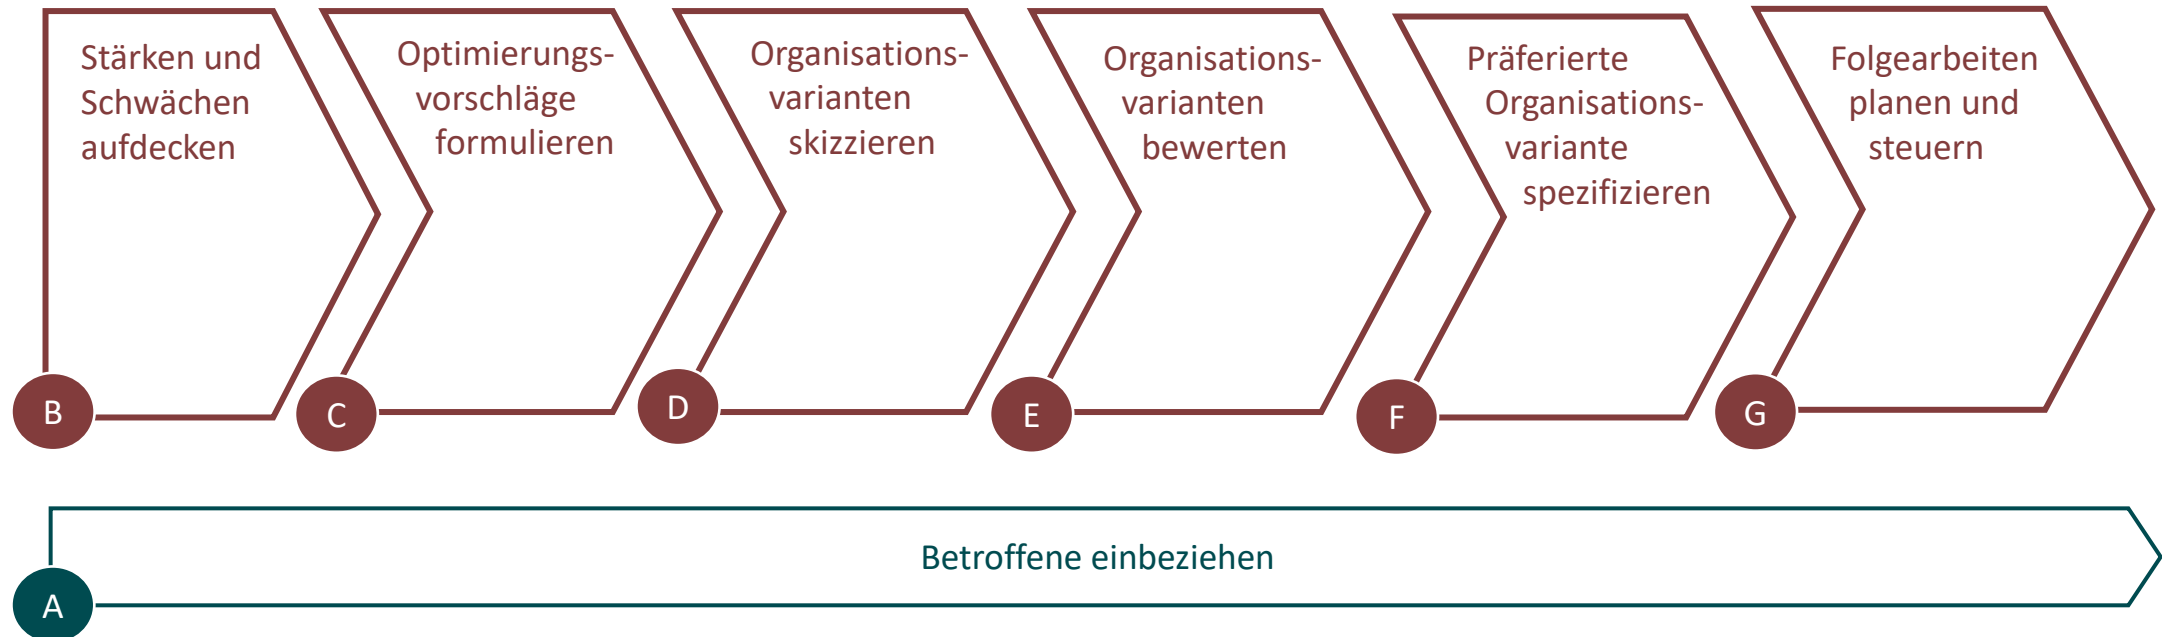 Stärken und
Schwächen
aufdecken
B
Optimierungs-
vorschläge
formulieren
C
Organisations-
varianten
skizzieren
D
Organisations-
varianten
bewerten
E
Präferierte
Organisations-
variante
spezifizieren
F
Folgearbeiten
planen und
steuern
G
Betroffene einbeziehen
A